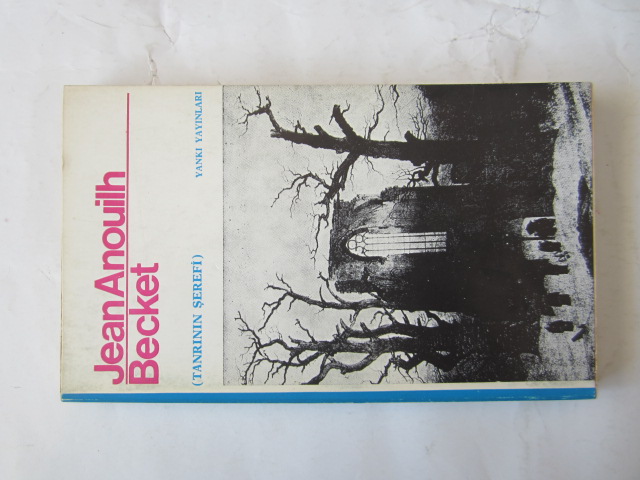 Jean Anouilh
Becket
(TANRININ ŞEREFİ)
YANKI YAYINLARI